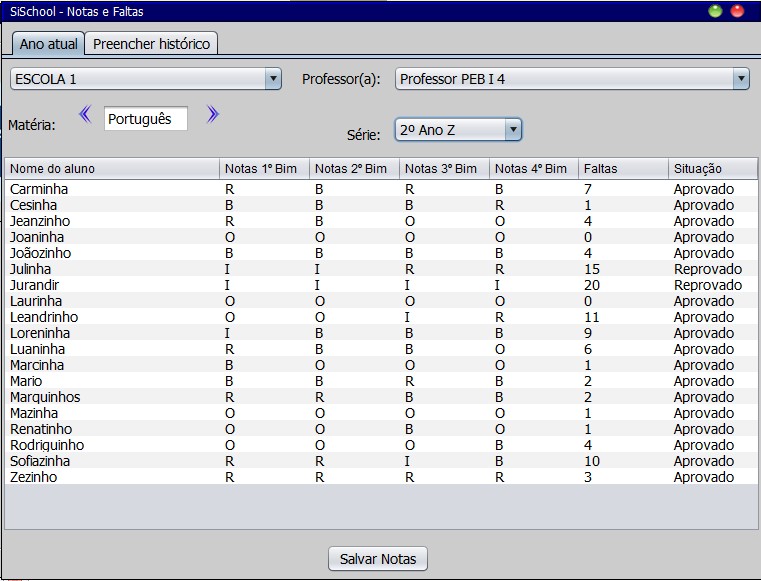 SiSchool - Notas e Faltas
Ano atual Preencher histórico
ESCOLA 1 Professor(a): Professor PEB I 4
Matéria: Português Série: 2º Ano Z
Nome do aluno Notas 1º Bim Notas 2º Bim Notas 3º Bim Notas 4º Bim Faltas Situação
Carminha R B R B 7 Aprovado
Cesinha B B B R 1 Aprovado
Jeanzinho R B O O 4 Aprovado
Joaninha O O O O 0 Aprovado
Joãozinho B B B B 4 Aprovado
Julinha I I R R 15 Reprovado
Jurandir I I I I 20 Reprovado
Laurinha O O O O 0 Aprovado
Leandrinho O O I R 11 Aprovado
Loreninha I B B B 9 Aprovado
Luaninha R B B O 6 Aprovado
Marcinha B O O O 1 Aprovado
Mario B B R B 2 Aprovado
Marquinhos R R B B 2 Aprovado
Mazinha O O O O 1 Aprovado
Renatinho O O B O 1 Aprovado
Rodriguinho O O O B 4 Aprovado
Sofiazinha R R I B 10 Aprovado
Zezinho R R R R 3 Aprovado
Salvar Notas